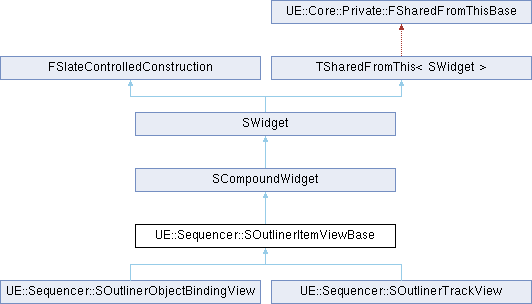 UE::Core::Private::FSharedFromThisBase
FSlateControlledConstruction
TSharedFromThis< SWidget >
SWidget
SCompoundWidget
UE::Sequencer::SOutlinerItemViewBase
UE::Sequencer::SOutlinerObjectBindingView
UE::Sequencer::SOutlinerTrackView